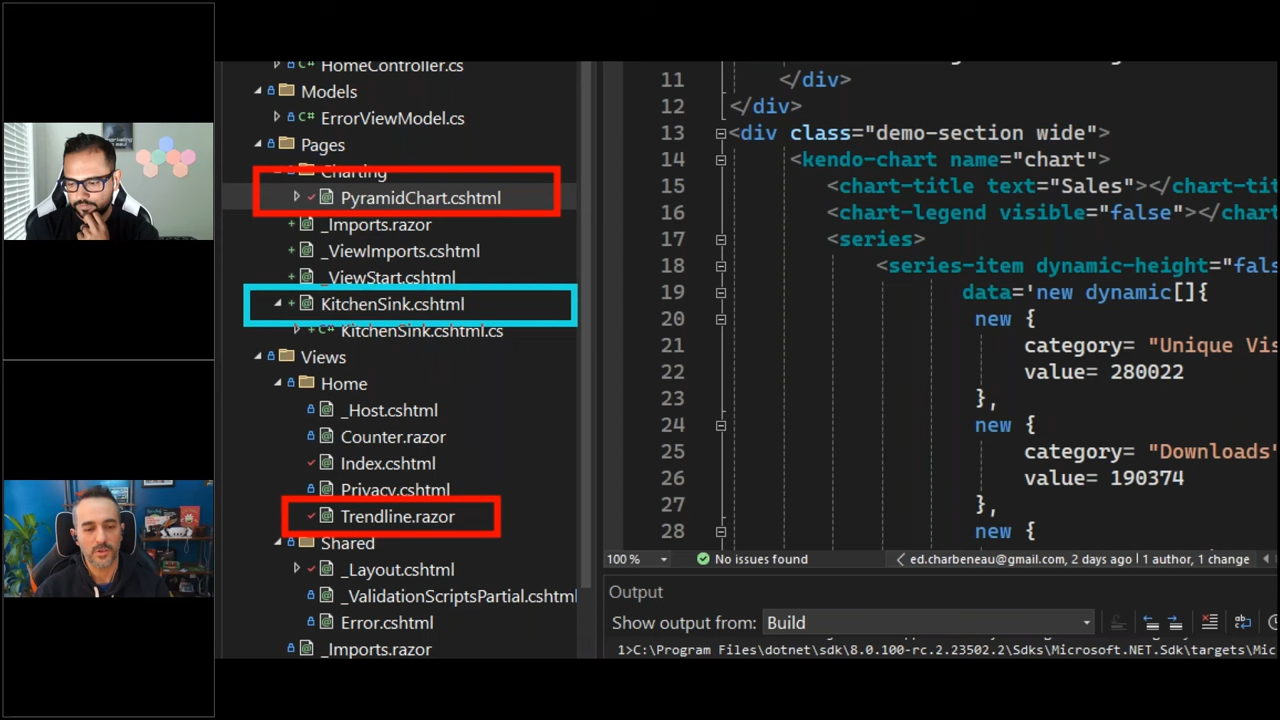 HomeController.cs
Models
ErrorViewModel.cs
Pages
Charting
PyramidChart.cshtml
_Imports.razor
_ViewImports.cshtml
_ViewStart.cshtml
KitchenSink.cshtml
KitchenSink.cshtml.cs
Views
Home
_Host.cshtml
Counter.razor
Index.cshtml
Privacy.cshtml
Trendline.razor
Shared
_Layout.cshtml
_ValidationScriptsPartial.cshtml
Error.cshtml
_Imports.razor
11 </div>
12 </div>
13 <div class="demo-section wide">
14 <kendo-chart name="chart">
15 <chart-title text="Sales"></chart-tit
16 <chart-legend visible="false"></chart
17 <series>
18 <series-item dynamic-height="fals
19 data='new dynamic[]{
20 new {
21 category= "Unique Vis
22 value= 280022
23 },
24 new {
25 category= "Downloads"
26 value= 190374
27 },
28 new {
100 % No issues found ed.charbeneau@gmail.com, 2 days ago | 1 author, 1 change
Output
Show output from: Build
1>C:\Program Files\dotnet\sdk\8.0.100-rc.2.23502.2\Sdks\Microsoft.NET.Sdk\targets\Mic